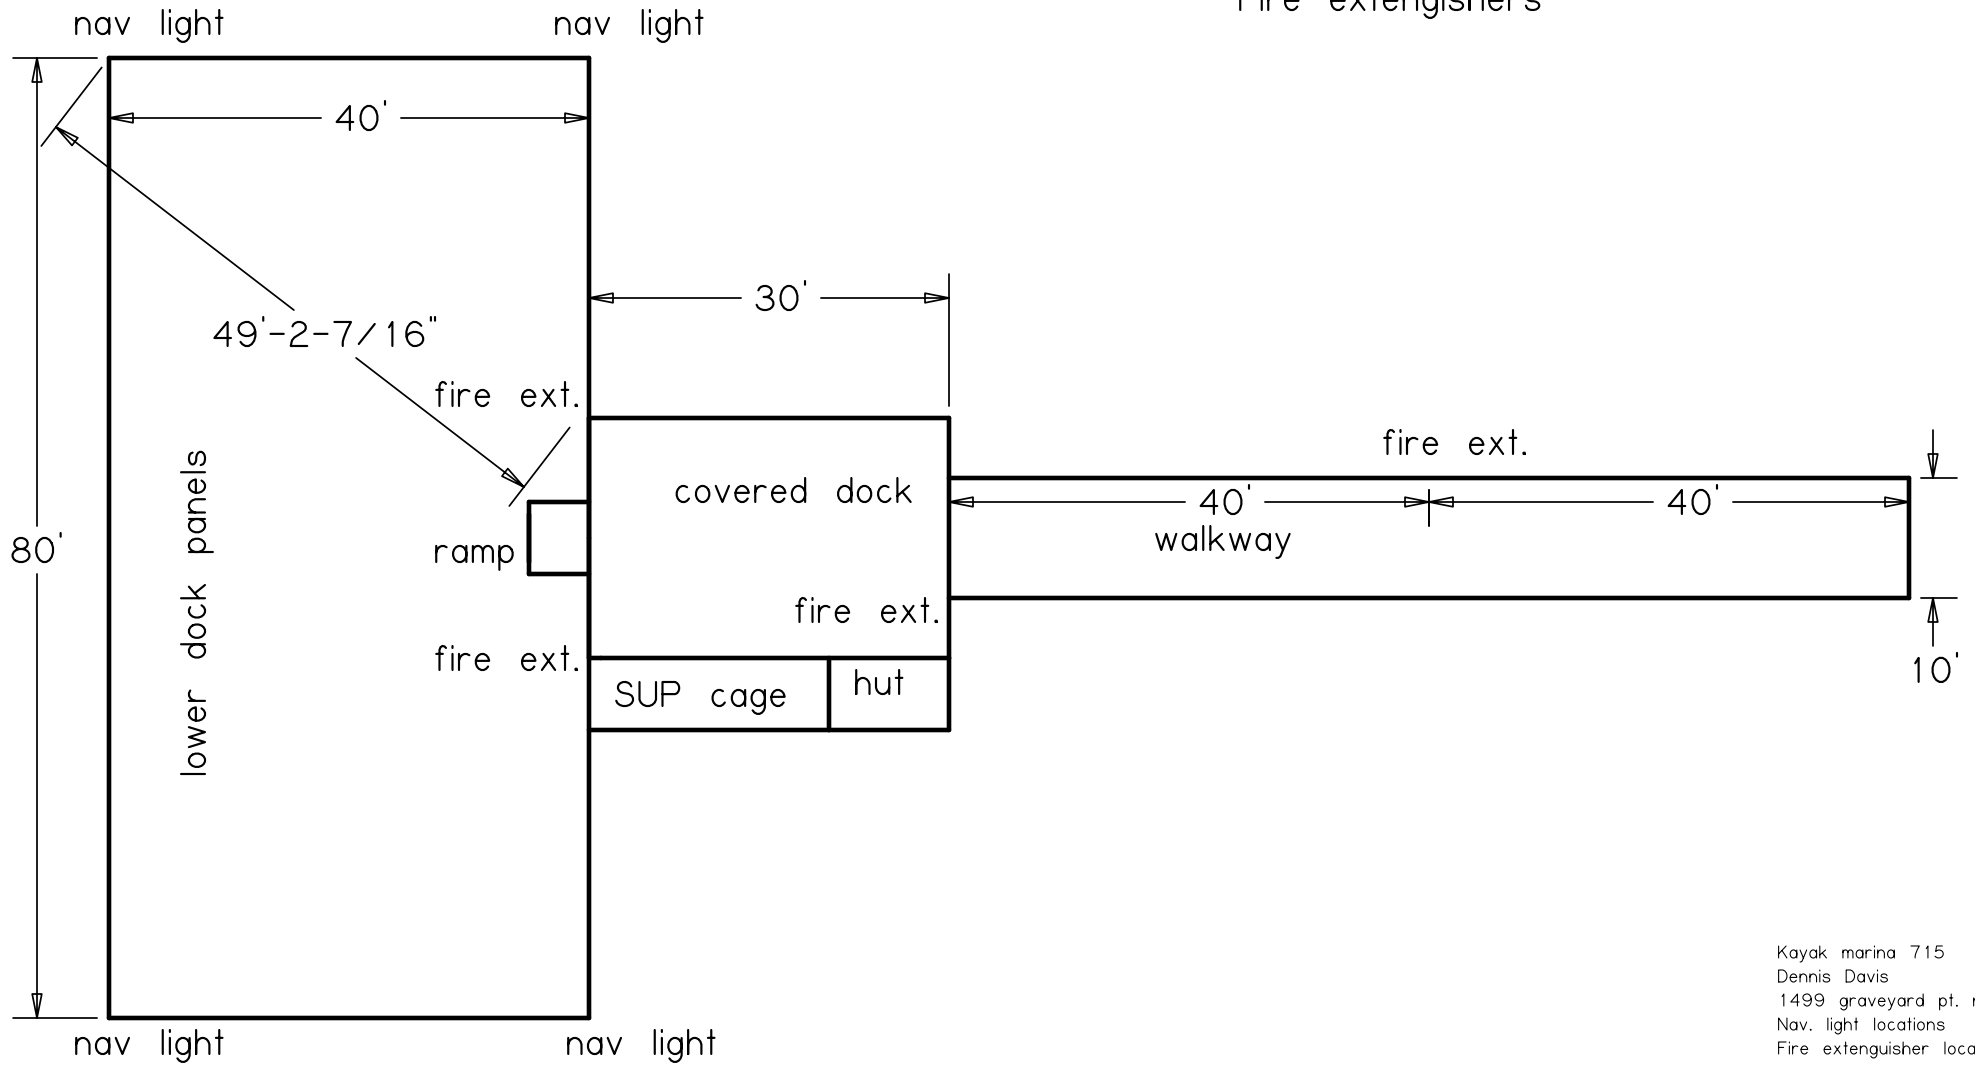 Fire extengishers
nav light
nav light
40'
80'
49'-2-7/16"
30'
fire ext.
lower dock panels
ramp
covered dock
fire ext.
40'
40'
walkway
10'
fire ext.
fire ext.
SUP cage
hut
nav light
nav light
Kayak marina 715
Dennis Davis
1499 graveyard pt.
Nav. light locations
Fire extenguisher